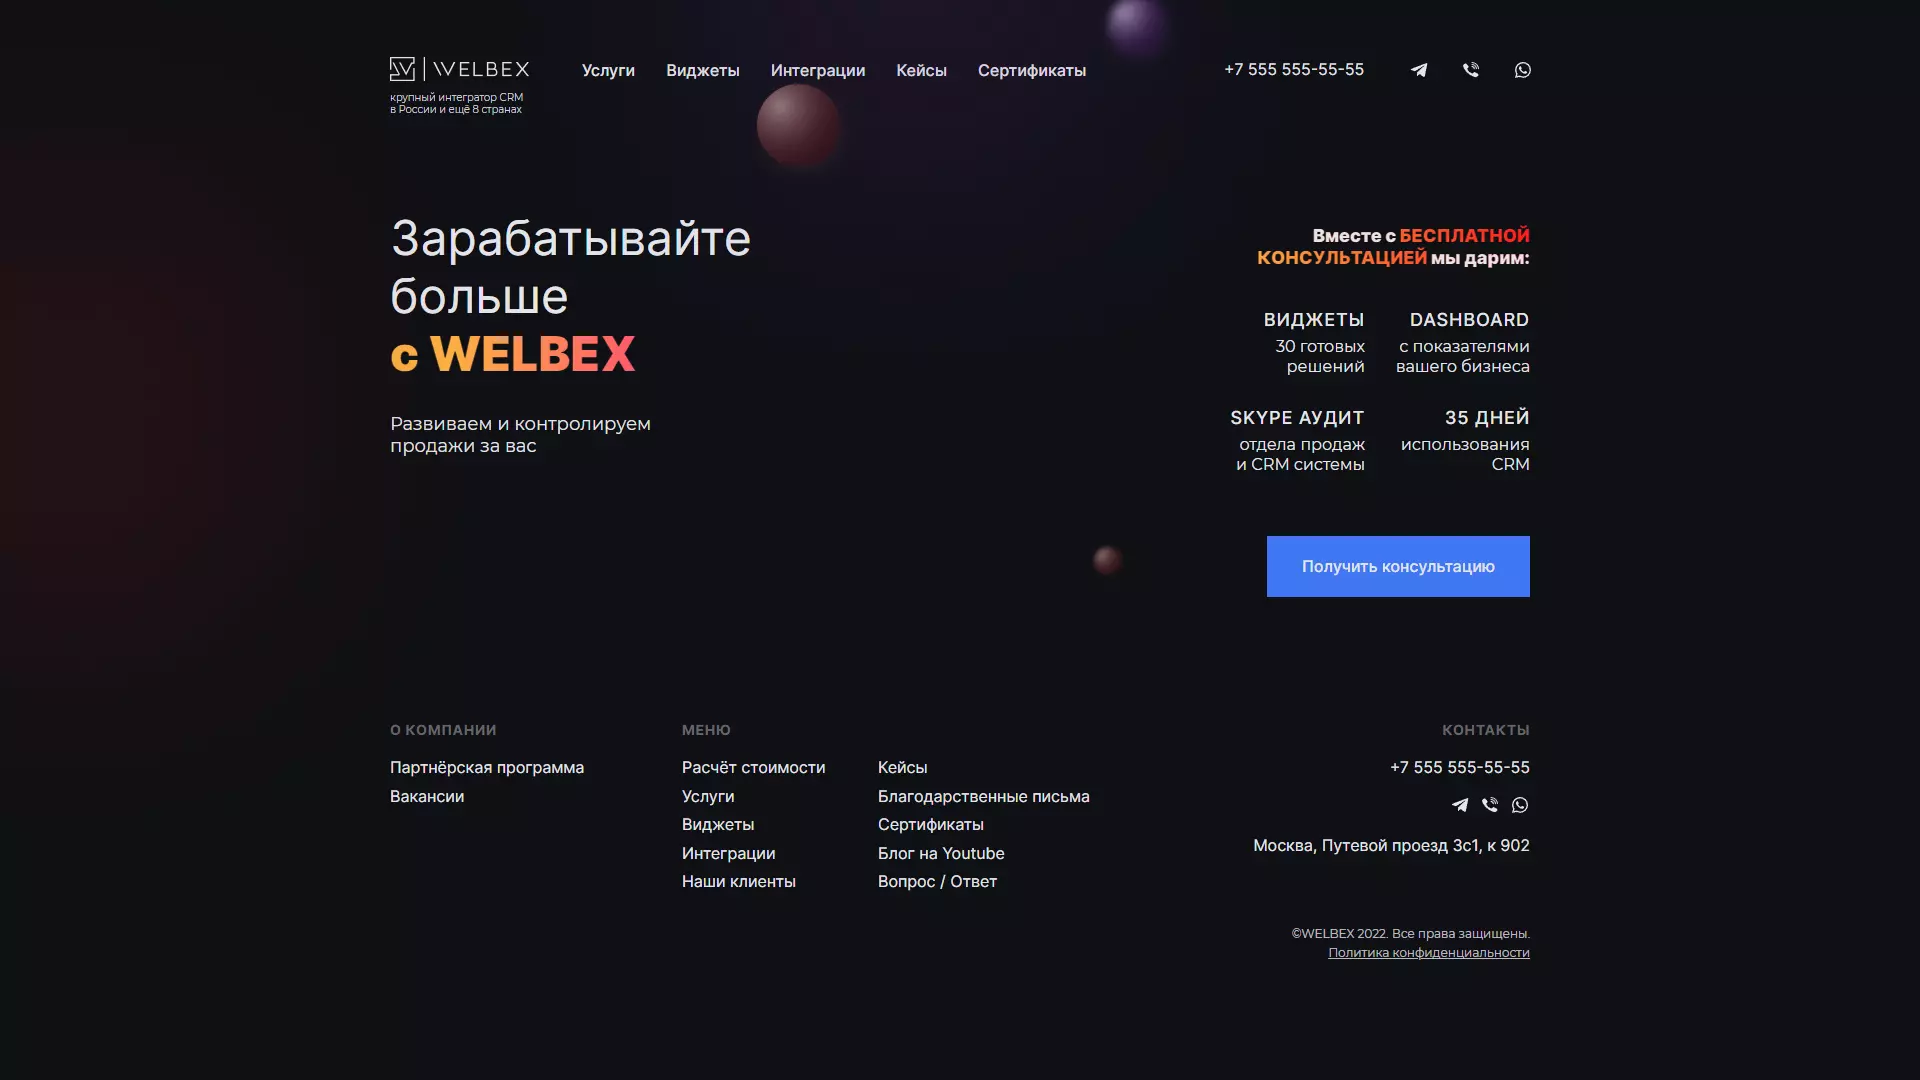 WELBEX
крупный интегратор CRM
в России и ещё 8 странах
Услуги
Виджеты
Интеграции
Кейсы
Сертификаты
+7 555 555-55-55
Зарабатывайте
больше
с WELBEX
Развиваем и контролируем
продажи за вас
Вместе с БЕСПЛАТНОЙ
КОНСУЛЬТАЦИЕЙ мы дарим:
ВИДЖЕТЫ
30 готовых
решений
DASHBOARD
с показателями
вашего бизнеса
SKYPE АУДИТ
отдела продаж
и CRM системы
35 ДНЕЙ
использования
CRM
Получить консультацию
О КОМПАНИИ
Партнёрская программа
Вакансии
МЕНЮ
Расчёт стоимости
Услуги
Виджеты
Интеграции
Наши клиенты
Кейсы
Благодарственные письма
Сертификаты
Блог на Youtube
Вопрос / Ответ
КОНТАКТЫ
+7 555 555-55-55
Москва, Путевой проезд 3с1, к 902
©WELBEX 2022. Все права защищены.
Политика конфиденциальности